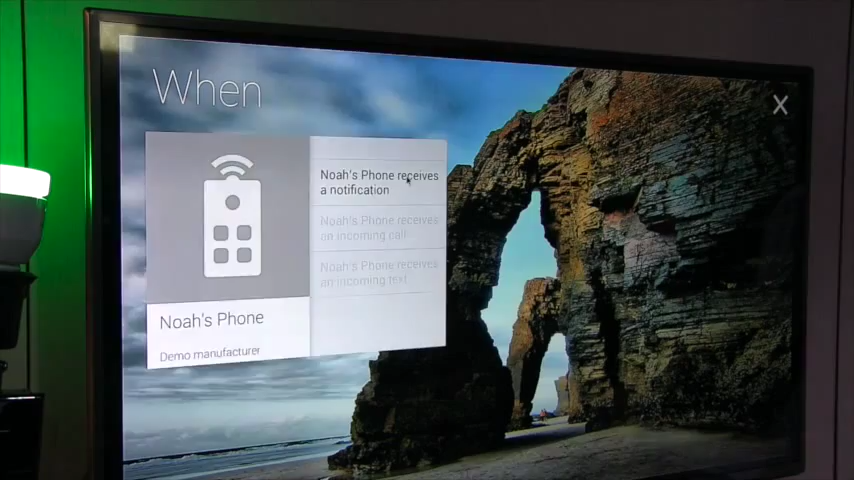 When
X
Noah's Phone receives
a notification
Noah's Phone receives
an incoming call
Noah's Phone receives
an incoming text
Noah's Phone
Demo manufacturer